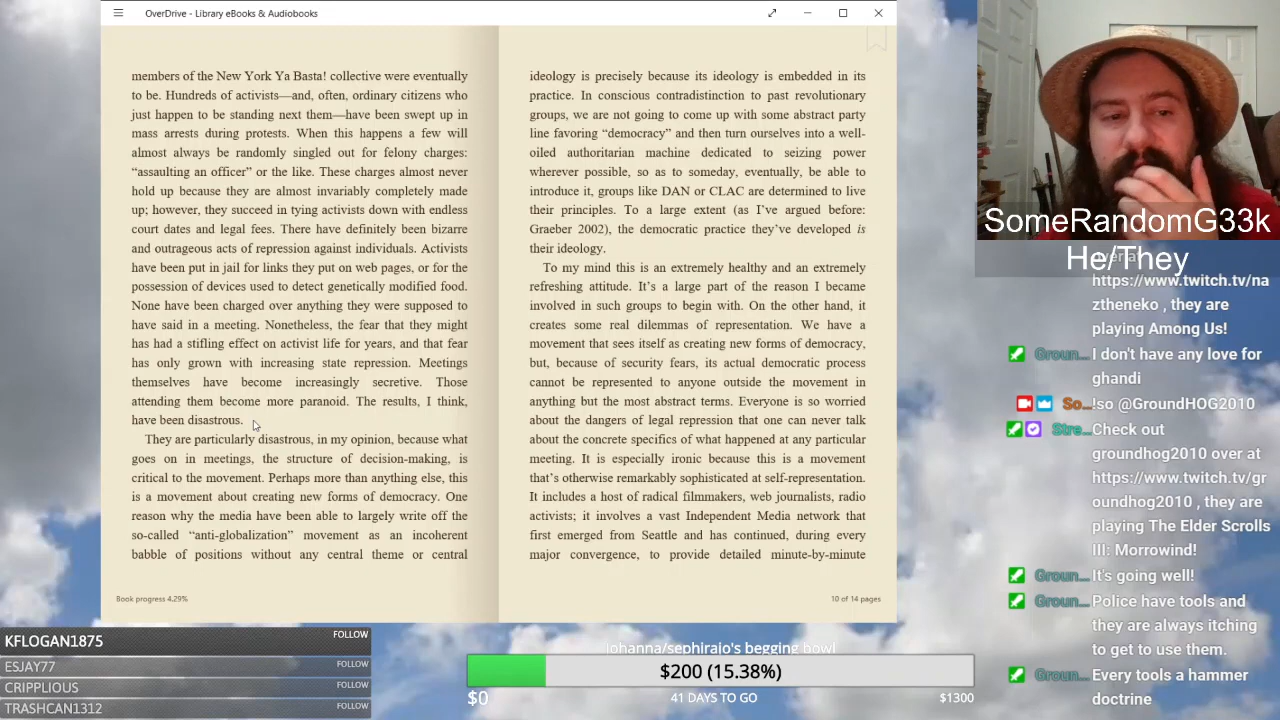 OverDrive - Library eBooks & Audiobooks
members of the New York Ya Basta! collective were eventually
to be. Hundreds of activists—and, often, ordinary citizens who
just happen to be standing next them—have been swept up in
mass arrests during protests. When this happens a few will
almost always be randomly singled out for felony charges:
“assaulting an officer” or the like. These charges almost never
hold up because they are almost invariably completely made
up; however, they succeed in tying activists down with endless
court dates and legal fees. There have definitely been bizarre
and outrageous acts of repression against individuals. Activists
have been put in jail for links they put on web pages, or for the
possession of devices used to detect genetically modified food.
None have been charged over anything they were supposed to
have said in a meeting. Nonetheless, the fear that they might
has had a stifling effect on activist life for years, and that fear
has only grown with increasing state repression. Meetings
themselves have become increasingly secretive. Those
attending them become more paranoid. The results, I think,
have been disastrous.
They are particularly disastrous, in my opinion, because what
goes on in meetings, the structure of decision-making, is
critical to the movement. Perhaps more than anything else, this
is a movement about creating new forms of democracy. One
reason why the media have been able to largely write off the
so-called “anti-globalization” movement as an incoherent
babble of positions without any central theme or central
Book progress 4.29%
ideology is precisely because its ideology is embedded in its
practice. In conscious contradistinction to past revolutionary
groups, we are not going to come up with some abstract party
line favoring “democracy” and then turn ourselves into a well-
oiled authoritarian machine dedicated to seizing power
wherever possible, so as to someday, eventually, be able to
introduce it, groups like DAN or CLAC are determined to live
their principles. To a large extent (as I’ve argued before:
Graeber 2002), the democratic practice they’ve developed is
their ideology.
To my mind this is an extremely healthy and an extremely
refreshing attitude. It’s a large part of the reason I became
involved in such groups to begin with. On the other hand, it
creates some real dilemmas of representation. We have a
movement that sees itself as creating new forms of democracy,
but, because of security fears, its actual democratic process
cannot be represented to anyone outside the movement in
anything but the most abstract terms. Everyone is so worried
about the dangers of legal repression that one can never talk
about the concrete specifics of what happened at any particular
meeting. It is especially ironic because this is a movement
that’s otherwise remarkably sophisticated at self-representation.
It includes a host of radical filmmakers, web journalists, radio
activists; it involves a vast Independent Media network that
first emerged from Seattle and has continued, during every
major convergence, to provide detailed minute-by-minute
10 of 14 pages
SomeRandomG33k
He/They
https://www.twitch.tv/na
ztheneko , they are
playing Among Us!
Groun... I don't have any love for
ghandi
So... !so @GroundHOG2010
Stre... Check out
groundhog2010 over at
https://www.twitch.tv/gr
oundhog2010 , they are
playing The Elder Scrolls
III: Morrowind!
Groun... It's going well!
Groun... Police have tools and
they are always itching
to get to use them.
Groun... Every tools a hammer
doctrine
KFLOGAN1875 FOLLOW
ESJAY77 FOLLOW
CRIPPLIOUS FOLLOW
TRASHCAN1312 FOLLOW
Johanna/sephiraio's begging bowl
$200 (15.38%)
$0 41 DAYS TO GO $1300